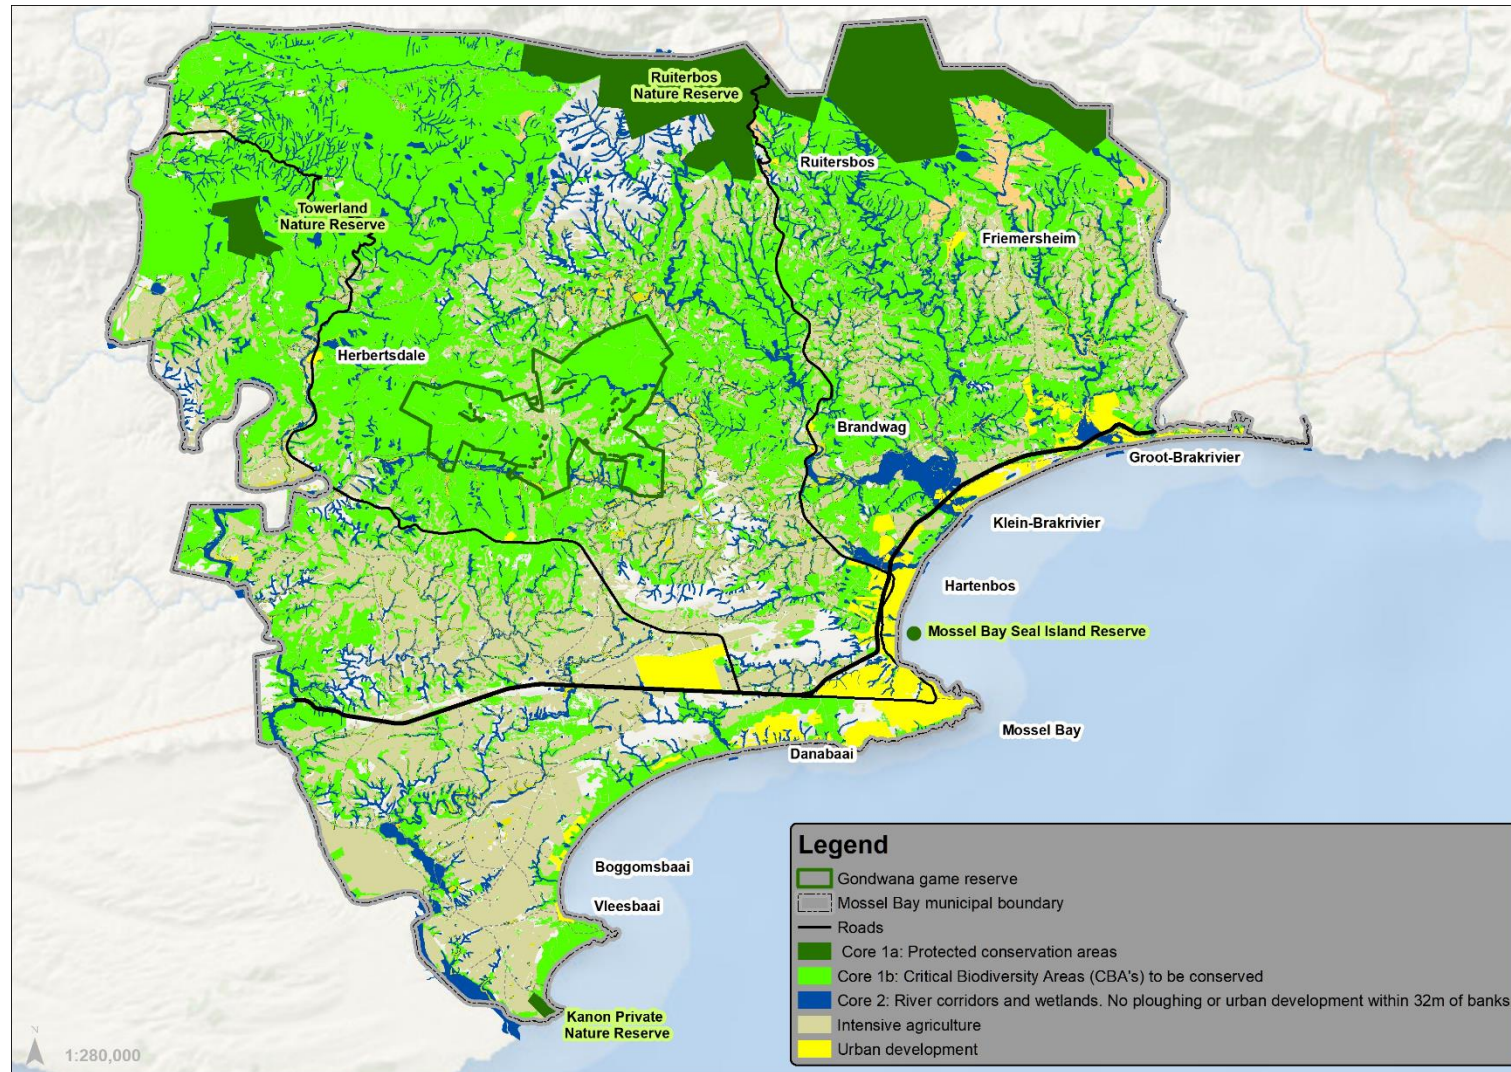 Ruiterbos
Nature Reserve
Ruitersbos
Towerland
Nature Reserve
Friemersheim
Herbertsdale
Brandwag
Groot-Brakrivier
Klein-Brakrivier
Hartenbos
Mossel Bay Seal Island Reserve
Mossel Bay
Danabaai
Boggomsbaai
Vleesbaai
Kanon Private
Nature Reserve
Legend
Gondwana game reserve
Mossel Bay municipal boundary
Roads
Core 1a: Protected conservation areas
Core 1b: Critical Biodiversity Areas (CBA's) to be conserved
Core 2: River corridors and wetlands. No ploughing or urban development within 32m of banks
Intensive agriculture
Urban development
N
1:280,000